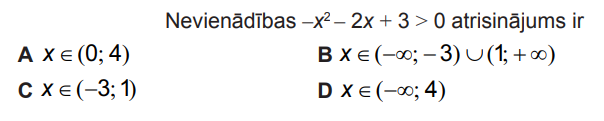 Nevienādības –x² – 2x + 3 > 0 atrisinājums ir
A x ∈ (0; 4) B x ∈ (–∞; – 3) ∪ (1; + ∞)
C x ∈ (–3; 1) D x ∈ (–∞; 4)